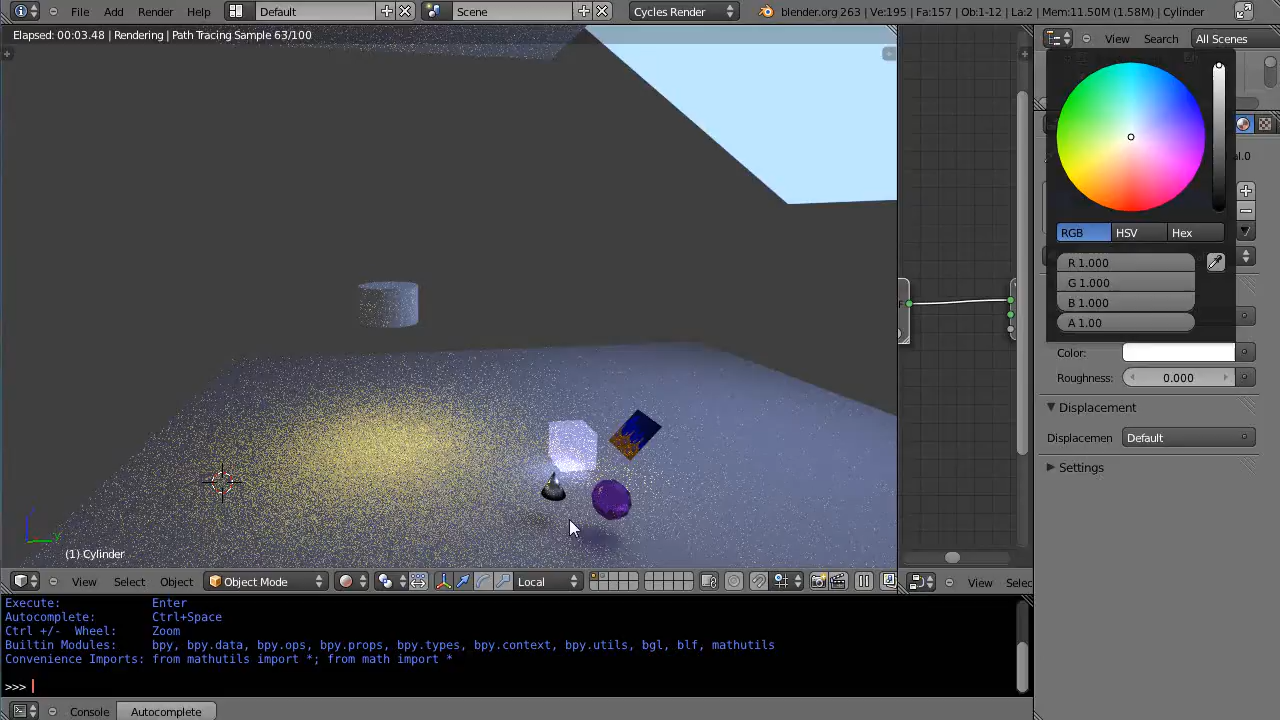 File Add Render Help Default Scene Cycles Render blender.org 263 | Ve:195 | Fa:157 | Ob:1-12 | La:2 | Mem:11.50M (1.58M) | Cylinder
Elapsed: 00:03.48 | Rendering | Path Tracing Sample 63/100
View Search All Scenes
al.0
RGB HSV Hex
R 1.000
G 1.000
B 1.000
A 1.00
Color:
Roughness: 0.000
Displacement
Displacemen Default
Settings
(1) Cylinder
View Select Object Object Mode Local View Selec
Execute: Enter
Autocomplete: Ctrl+Space
Ctrl +/- Wheel: Zoom
Builtin Modules: bpy, bpy.data, bpy.ops, bpy.props, bpy.types, bpy.context, bpy.utils, bgl, blf, mathutils
Convenience Imports: from mathutils import *; from math import *
>>>
Console Autocomplete